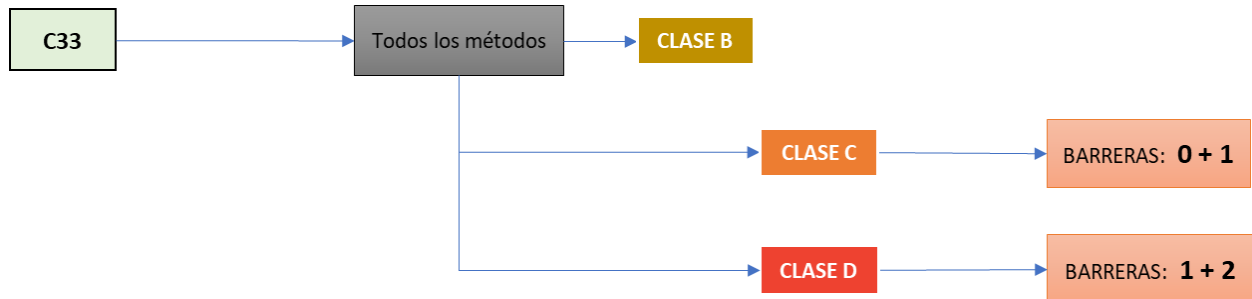 C33
Todos los métodos
CLASE B
CLASE C
BARRERAS: 0 + 1
CLASE D
BARRERAS: 1 + 2